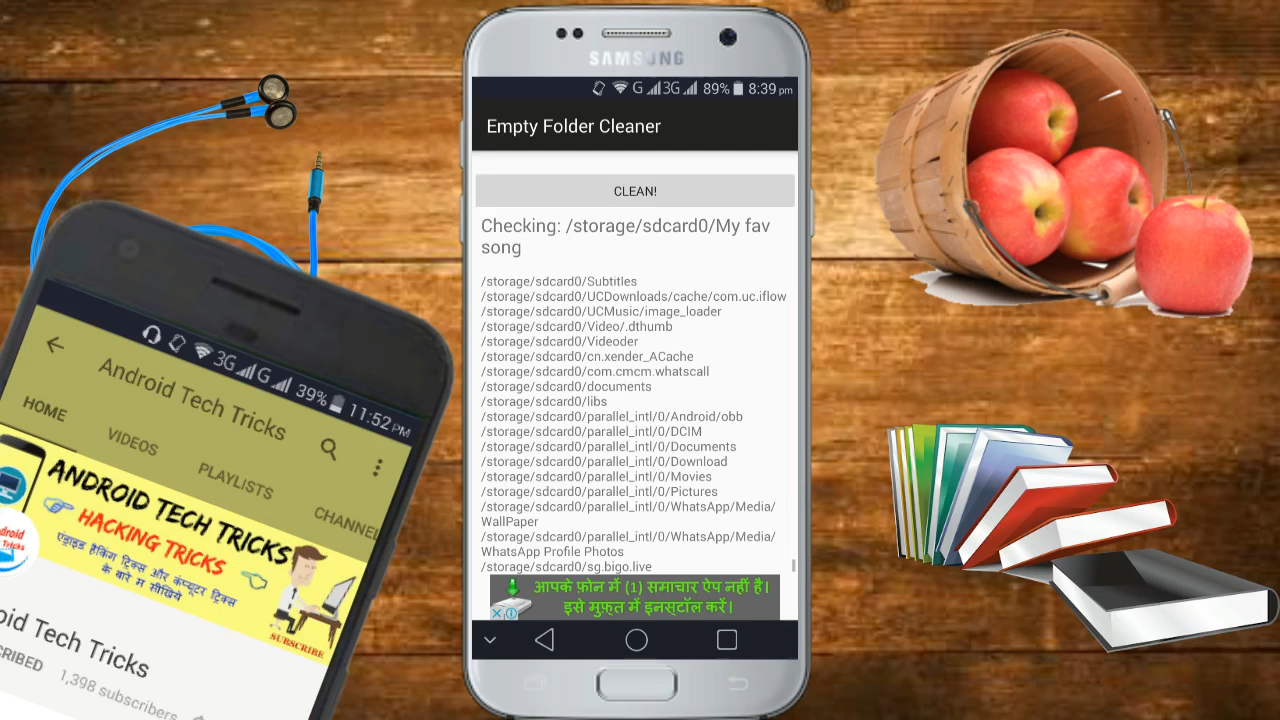 SAMSUNG
G 3G 89% 8:39 pm
Empty Folder Cleaner
CLEAN!
Checking: /storage/sdcard0/My fav
song
/storage/sdcard0/Subtitles
/storage/sdcard0/UCDownloads/cache/com.uc.iflow
/storage/sdcard0/UCMusic/image_loader
/storage/sdcard0/Video/.dthumb
/storage/sdcard0/Videoder
/storage/sdcard0/cn.xender_ACache
/storage/sdcard0/com.cmcm.whatscall
/storage/sdcard0/documents
/storage/sdcard0/libs
/storage/sdcard0/parallel_intl/0/Android/obb
/storage/sdcard0/parallel_intl/0/DCIM
/storage/sdcard0/parallel_intl/0/Documents
/storage/sdcard0/parallel_intl/0/Download
/storage/sdcard0/parallel_intl/0/Movies
/storage/sdcard0/parallel_intl/0/Pictures
/storage/sdcard0/parallel_intl/0/WhatsApp/Media/
WallPaper
/storage/sdcard0/parallel_intl/0/WhatsApp/Media/
WhatsApp Profile Photos
/storage/sdcard0/sg.bigo.live
आपके फ़ोन में (1) समाचार ऐप नहीं है।
इसे मुफ़्त में इनस्टॉल करें।
3G G 39% 11:52 PM
Android Tech Tricks
HOME VIDEOS PLAYLISTS CHANNEL
ANDROID TECH TRICKS
HACKING TRICKS
एंड्राइड हैकिंग ट्रिक्स और कंप्यूटर ट्रिक्स
के बारे म सीखिये
SUBSCRIBE
droid
Tricks
oid Tech Tricks
CRIBED 1,398 subscribers